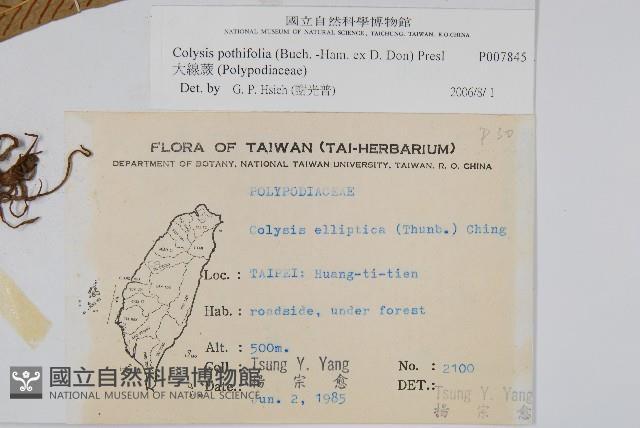 國立自然科學博物館
NATIONAL MUSEUM OF NATURAL SCIENCE, TAICHUNG, TAIWAN, R.O.CHINA
Colysis pothifolia (Buch. -Ham. ex D. Don) Presl P007845
大線蕨 (Polypodiaceae)
Det. by G. P. Hsieh (謝光普) 2006/8/1
P 30
FLORA OF TAIWAN (TAI-HERBARIUM)
DEPARTMENT OF BOTANY, NATIONAL TAIWAN UNIVERSITY, TAIWAN, R. O. CHINA
POLYPODIACEAE
Colysis elliptica (Thunb.) Ching
Loc. : TAIPEI: Huang-ti-tien
Hab. : roadside, under forest
Alt. : 500m.
Coll. Tsung Y. Yang No. : 2100
楊 宗 愈
Date.: Jun. 2, 1985 DET.: Tsung Y. Yang
楊 宗 愈
國立自然科學博物館
NATIONAL MUSEUM OF NATURAL SCIENCE